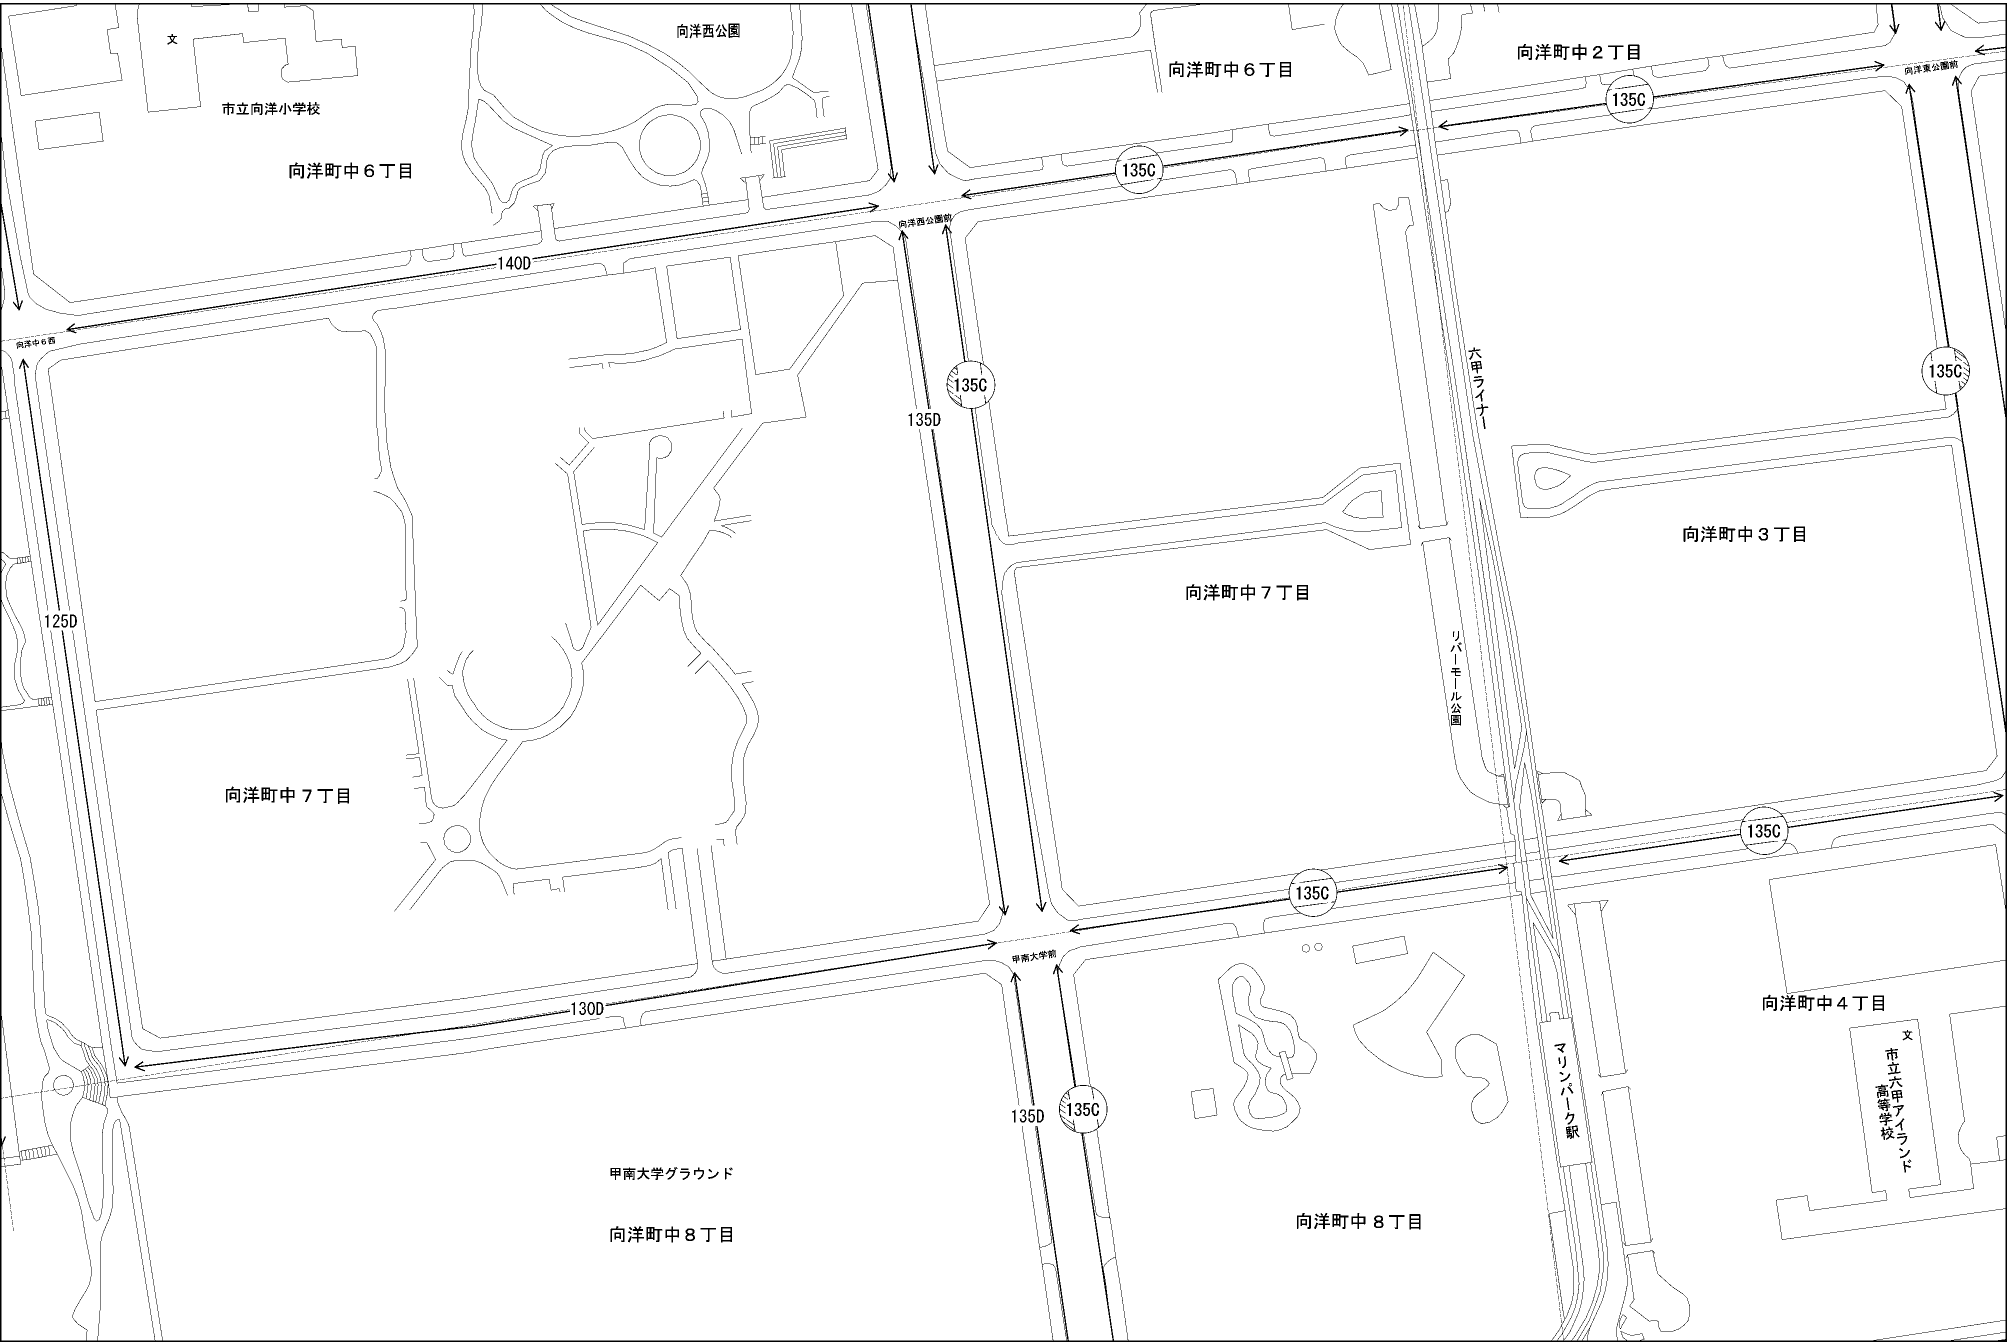 文
向洋西公園
向洋町中６丁目
向洋町中２丁目
向洋東公園前
135C
市立向洋小学校
向洋町中６丁目
135C
向洋西公園前
140D
向洋中６西
六甲ライナー
135C
135C
135D
向洋町中３丁目
向洋町中７丁目
125D
リバーモール公園
向洋町中７丁目
135C
135C
甲南大学前
130D
向洋町中４丁目
文
市立六甲アイランド
高等学校
マリンパーク駅
135D
135C
甲南大学グラウンド
向洋町中８丁目
向洋町中８丁目